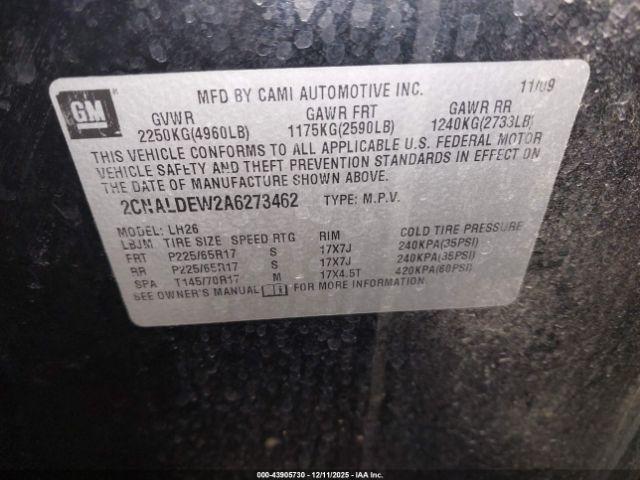 GM
MFD BY CAMI AUTOMOTIVE INC. 11/09
GVWR GAWR FRT GAWR RR
2250KG(4960LB) 1175KG(2590LB) 1240KG(2733LB)
THIS VEHICLE CONFORMS TO ALL APPLICABLE U.S. FEDERAL MOTOR
VEHICLE SAFETY AND THEFT PREVENTION STANDARDS IN EFFECT ON
THE DATE OF MANUFACTURE SHOWN ABOVE.
2CNALDEW2A6273462 TYPE: M.P.V.
MODEL: LH26
LBJM TIRE SIZE SPEED RTG RIM COLD TIRE PRESSURE
FRT P225/65R17 S 17X7J 240KPA(35PSI)
RR P225/65R17 S 17X7J 240KPA(35PSI)
SPA T145/70R17 M 17X4.5T 420KPA(60PSI)
SEE OWNER'S MANUAL FOR MORE INFORMATION.
000-43905730 - 12/11/2025 - IAA Inc.